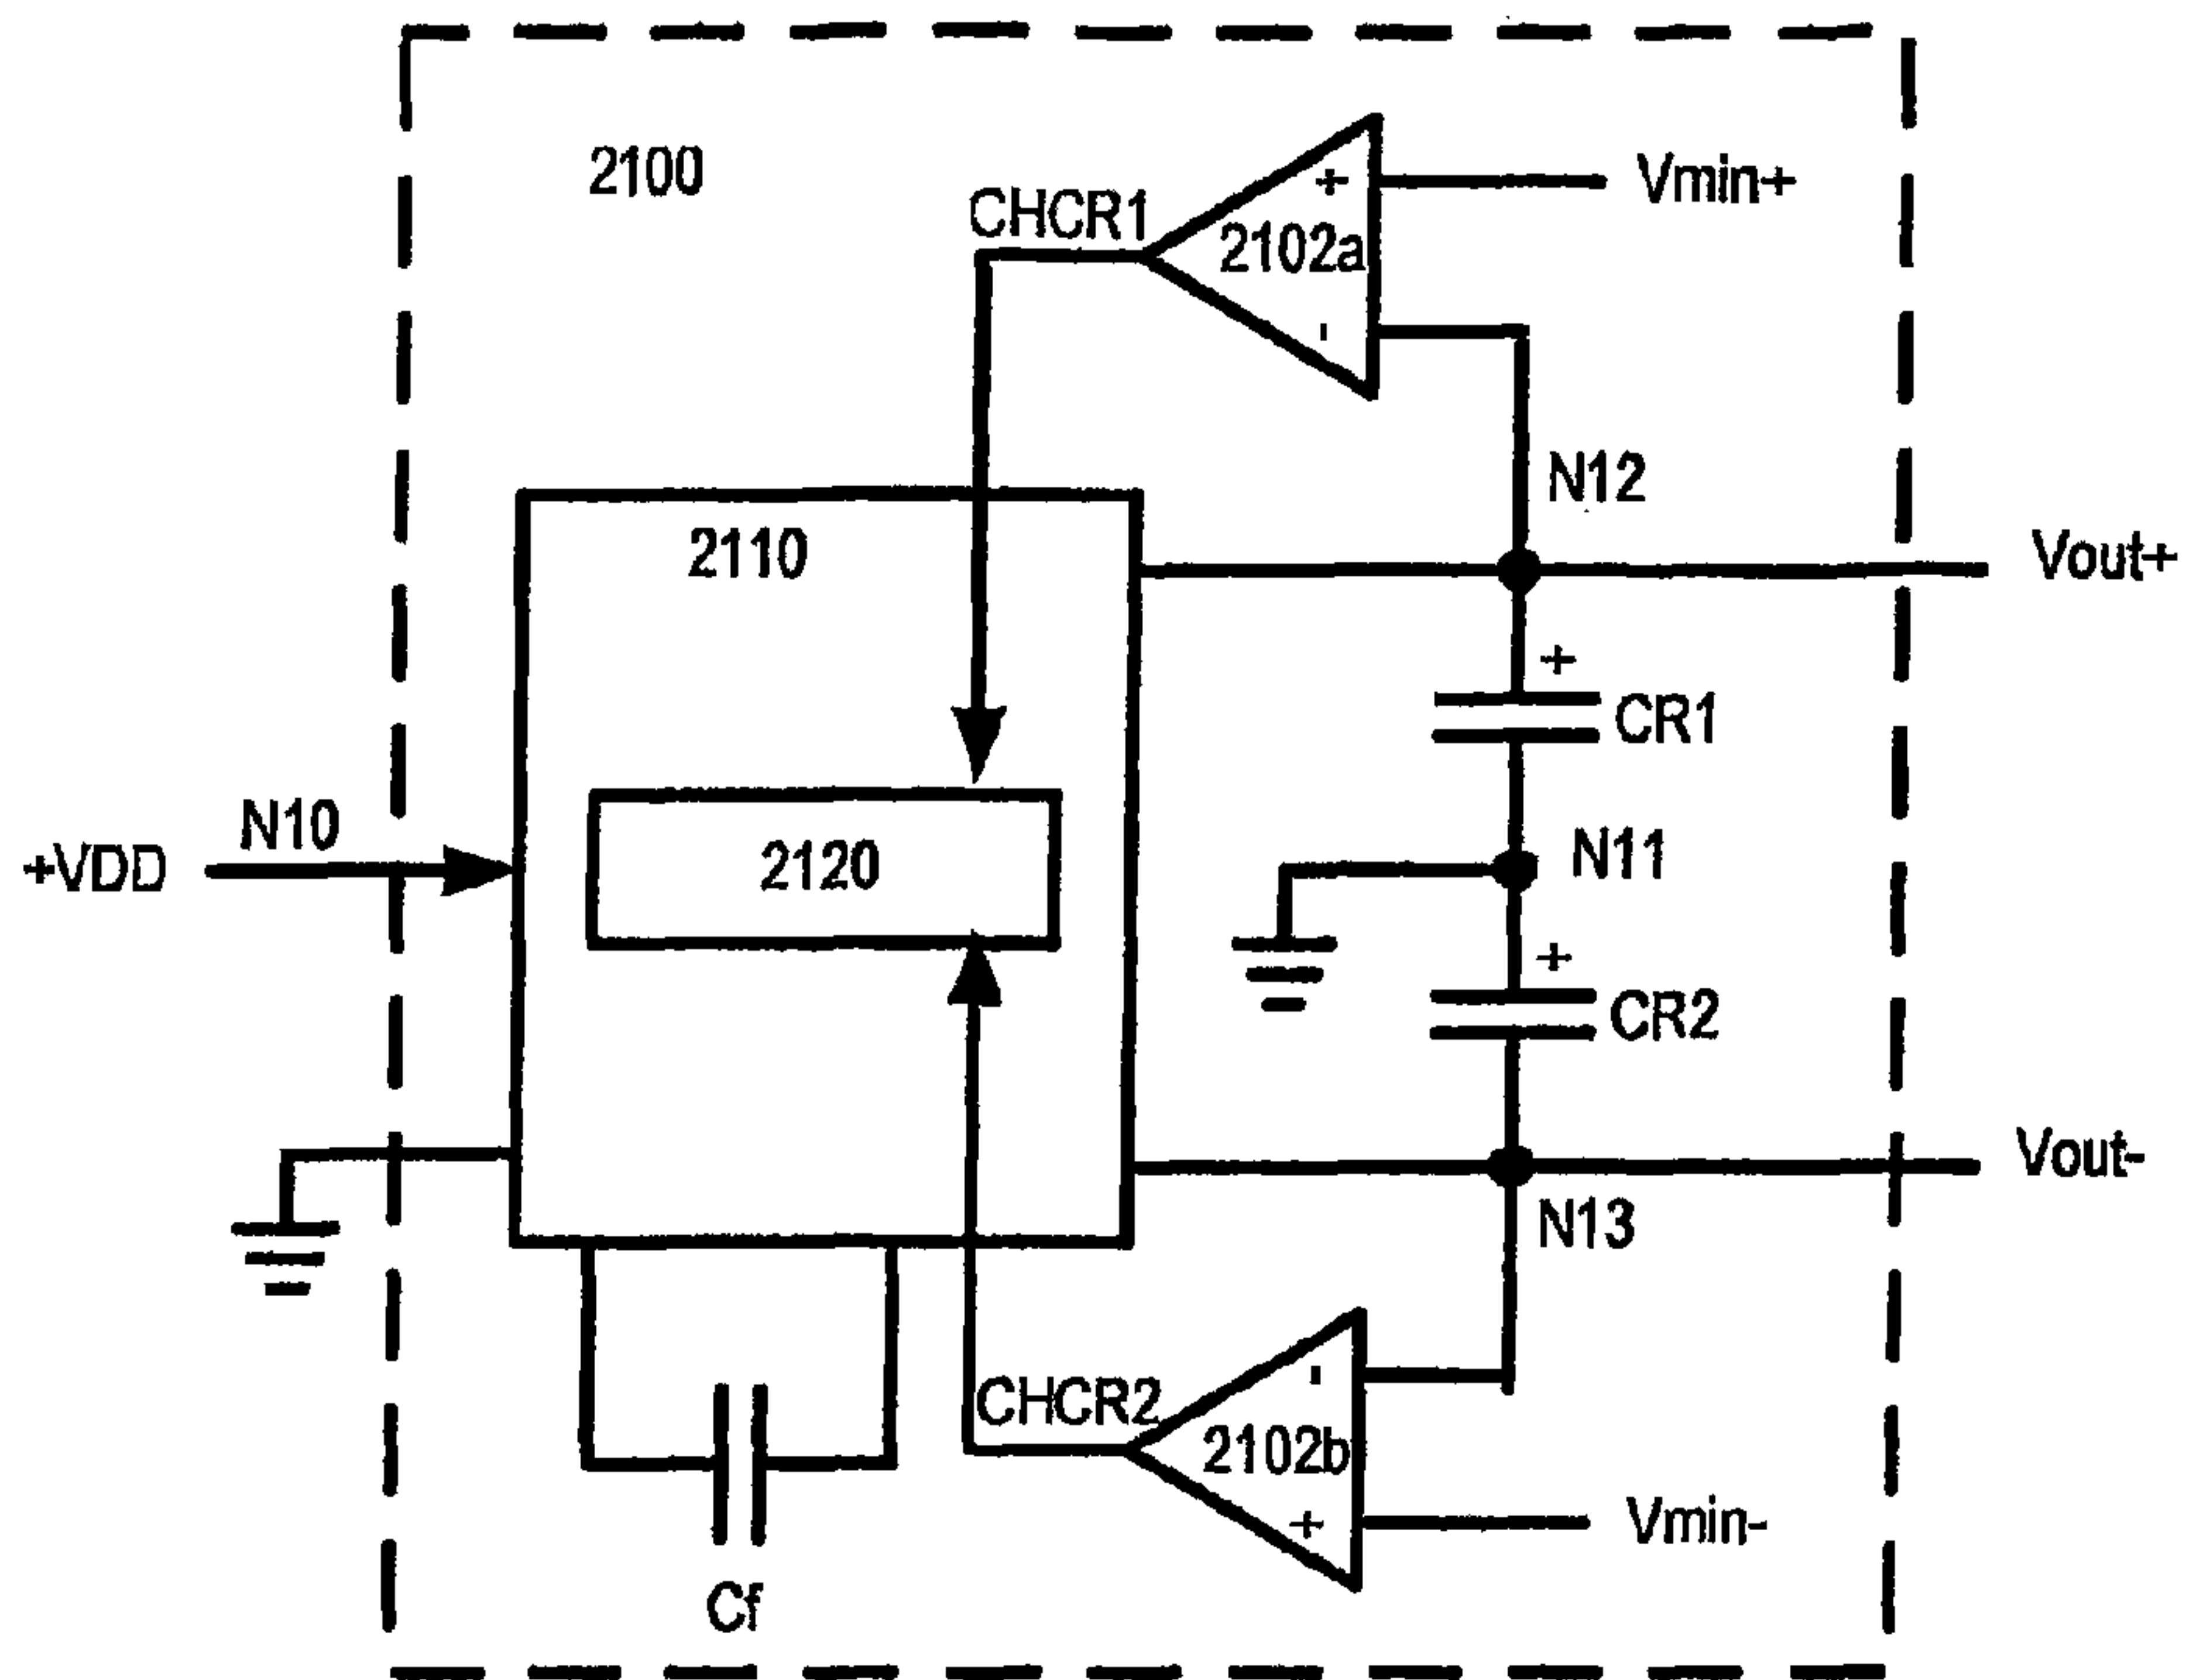 2100
Vmin+
CHCR1
+
2102a
-
N12
2110
Vout+
+
CR1
N10
+VDD
2120
N11
+
CR2
Vout-
N13
-
CHCR2
2102b
+
Vmin-
Cf